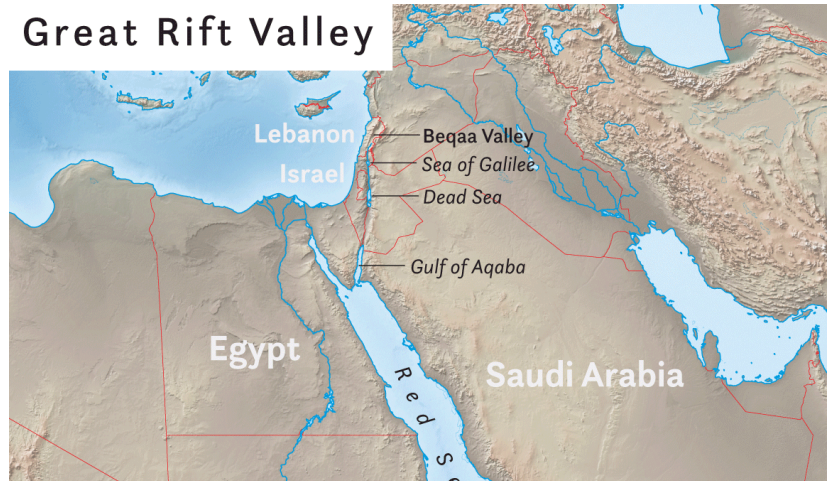 Great Rift Valley
Lebanon
Beqaa Valley
Israel
Sea of Galilee
Dead Sea
Gulf of Aqaba
Egypt
Saudi Arabia
Red S